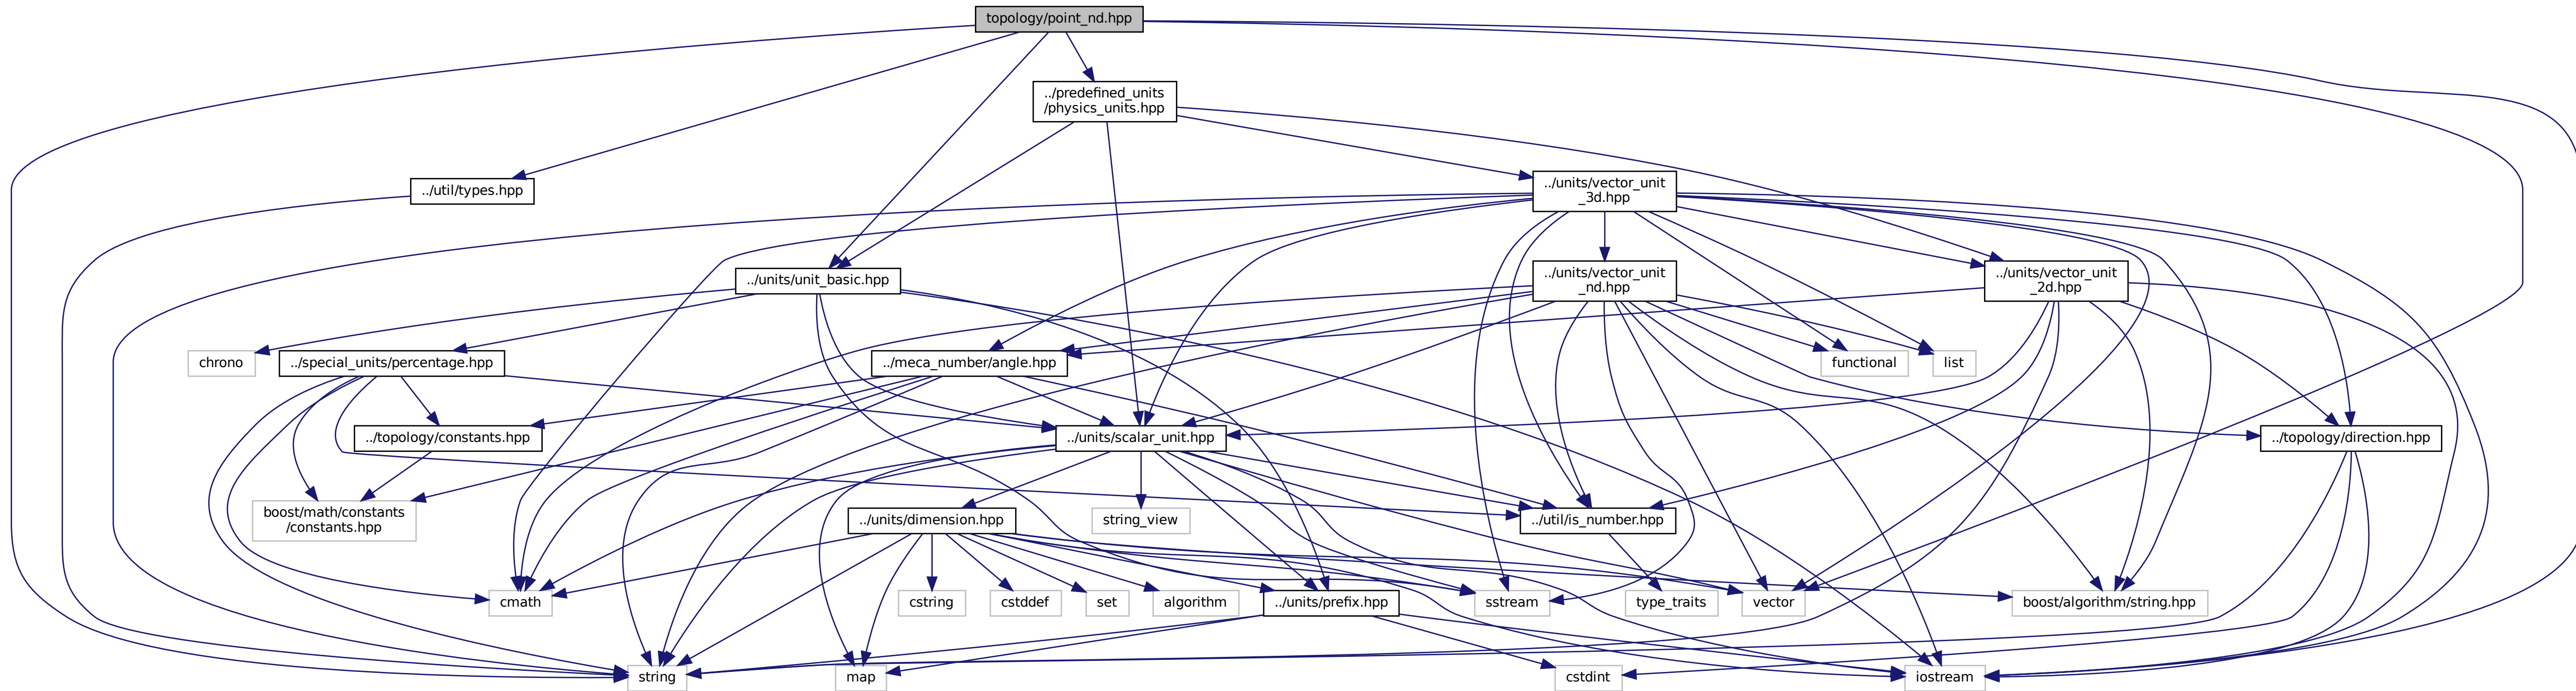 topology/point_nd.hpp
../predefined_units
/physics_units.hpp
../util/types.hpp
../units/vector_unit
_3d.hpp
../units/unit_basic.hpp
../units/vector_unit
_nd.hpp
../units/vector_unit
_2d.hpp
chrono
../special_units/percentage.hpp
../meca_number/angle.hpp
functional
list
../topology/constants.hpp
../units/scalar_unit.hpp
../topology/direction.hpp
boost/math/constants
/constants.hpp
../units/dimension.hpp
string_view
../util/is_number.hpp
cmath
cstring
cstddef
set
algorithm
../units/prefix.hpp
sstream
type_traits
vector
boost/algorithm/string.hpp
string
map
cstdint
iostream